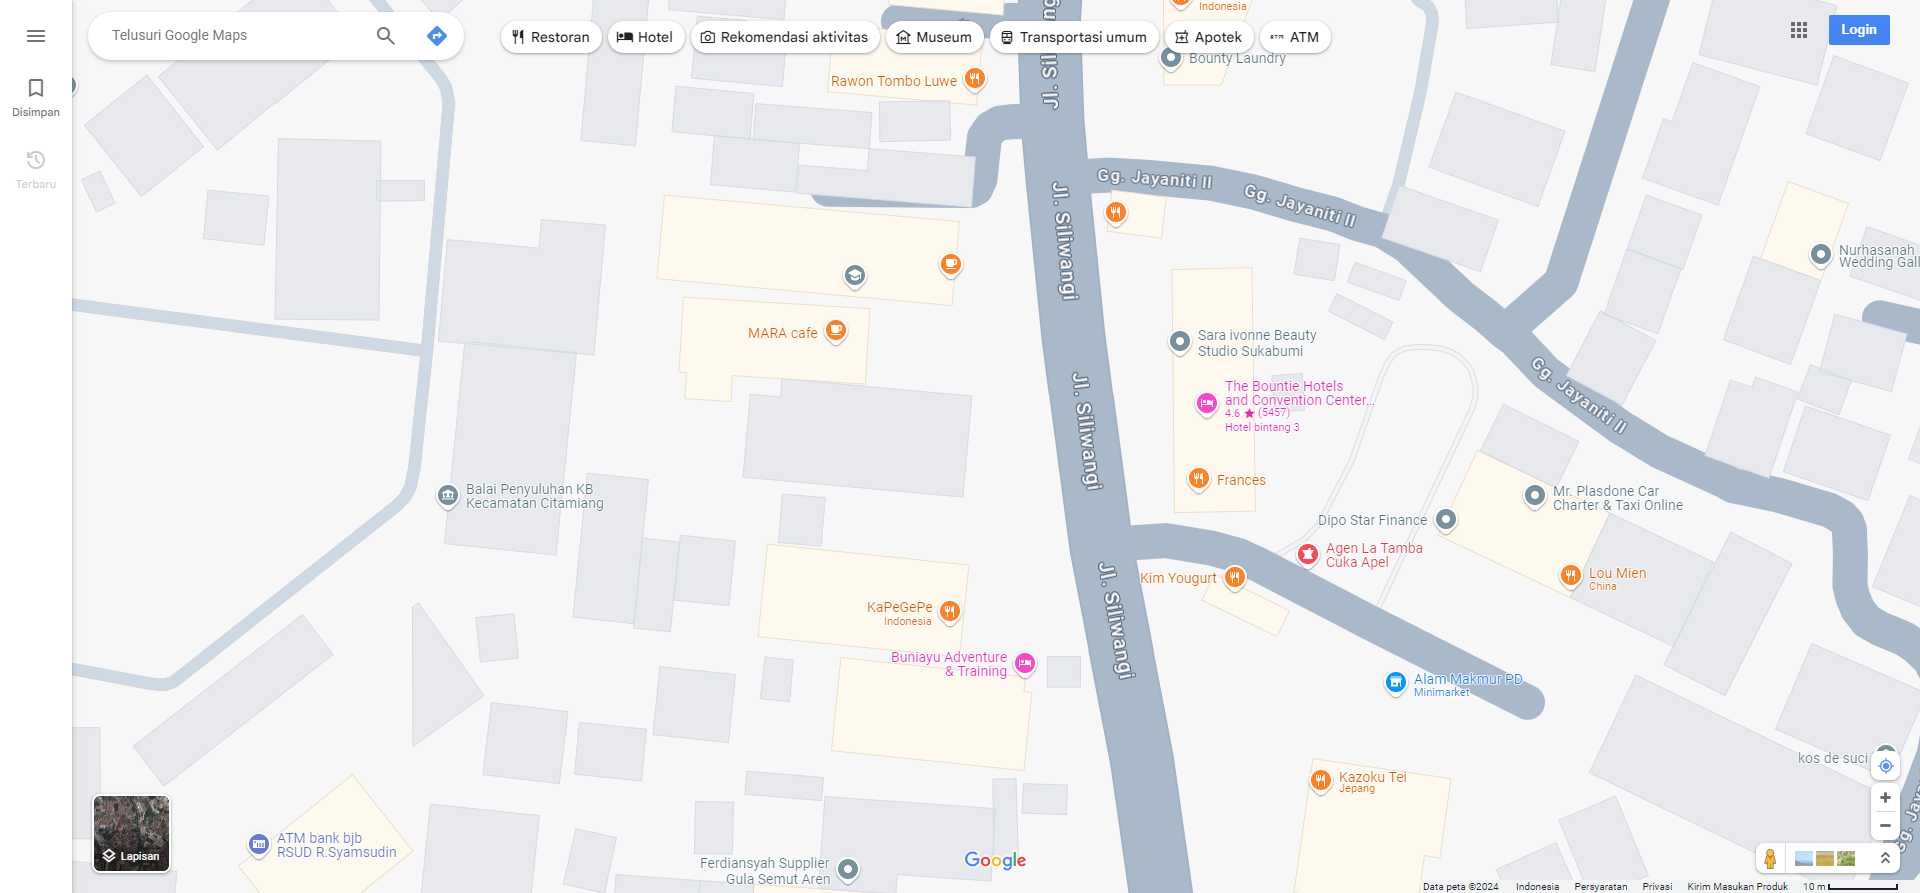 Telusuri Google Maps
Restoran
Hotel
Rekomendasi aktivitas
Museum
Transportasi umum
Apotek
ATM
Login
Disimpan
Terbaru
Indonesia
Bounty Laundry
Rawon Tombo Luwe
Gg. Jayaniti II
Gg. Jayaniti II
Jl. Siliwangi
Nurhasanah
Wedding Gall
MARA cafe
Sara ivonne Beauty
Studio Sukabumi
The Bountie Hotels
and Convention Center...
4.6 ★ (5457)
Hotel bintang 3
Gg. Jayaniti II
Jl. Siliwangi
Frances
Balai Penyuluhan KB
Kecamatan Citamiang
Mr. Plasdone Car
Charter & Taxi Online
Dipo Star Finance
Agen La Tamba
Cuka Apel
Kim Yougurt
Lou Mien
China
Jl. Siliwangi
KaPeGePe
Indonesia
Buniayu Adventure
& Training
Alam Makmur PD
Minimarket
kos de suci
Kazoku Tei
Jepang
ATM bank bjb
RSUD R.Syamsudin
Lapisan
Ferdiansyah Supplier
Gula Semut Aren
Google
Data peta ©2024
Indonesia
Persyaratan
Privasi
Kirim Masukan Produk
10 m